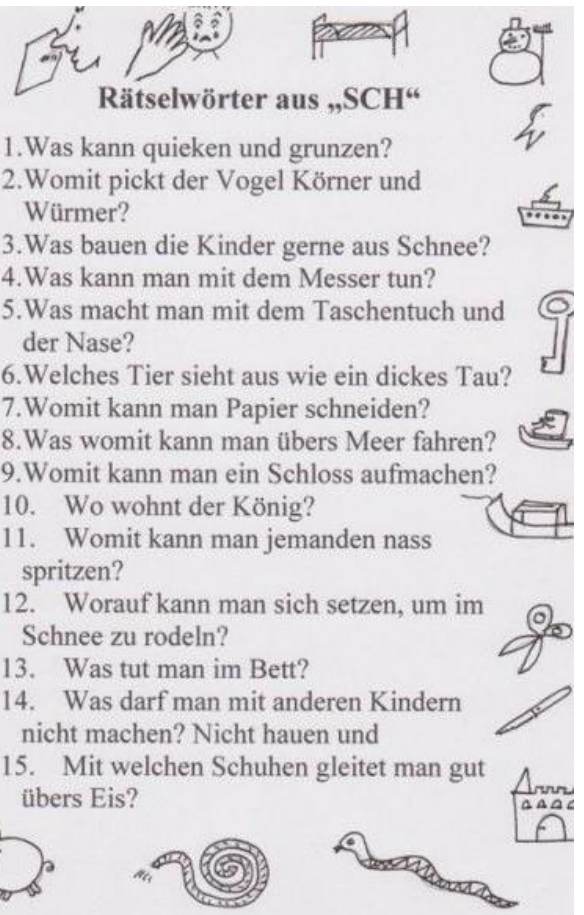 Rätselwörter aus „SCH“
1.Was kann quieken und grunzen?
2.Womit pickt der Vogel Körner und
Würmer?
3.Was bauen die Kinder gerne aus Schnee?
4.Was kann man mit dem Messer tun?
5.Was macht man mit dem Taschentuch und
der Nase?
6.Welches Tier sieht aus wie ein dickes Tau?
7.Womit kann man Papier schneiden?
8.Was womit kann man übers Meer fahren?
9.Womit kann man ein Schloss aufmachen?
10. Wo wohnt der König?
11. Womit kann man jemanden nass
spritzen?
12. Worauf kann man sich setzen, um im
Schnee zu rodeln?
13. Was tut man im Bett?
14. Was darf man mit anderen Kindern
nicht machen? Nicht hauen und
15. Mit welchen Schuhen gleitet man gut
übers Eis?